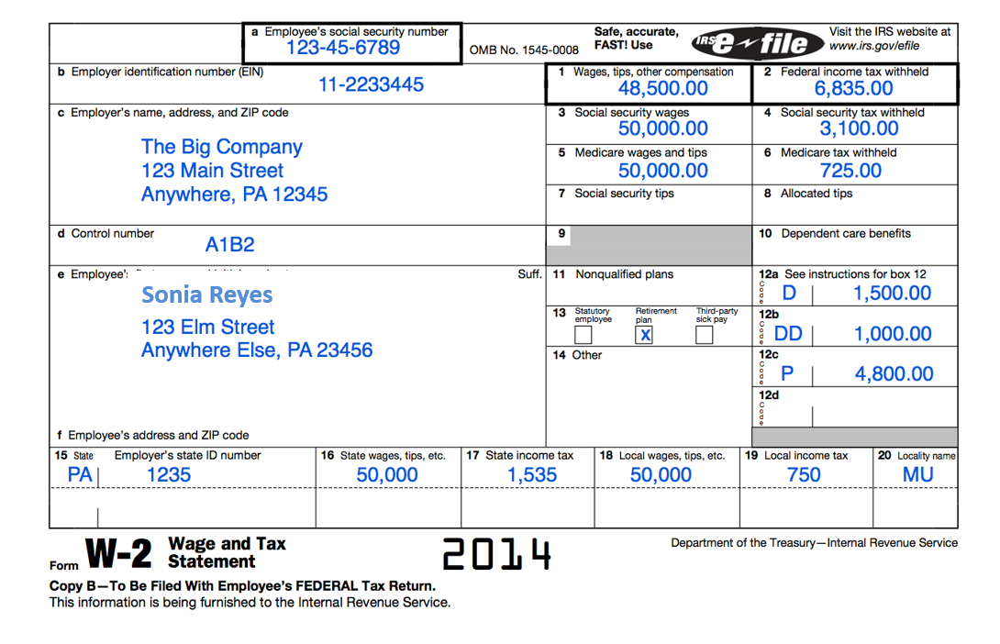 a Employee's social security number
123-45-6789
OMB No. 1545-0008
Safe, accurate,
FAST! Use
IRS e-file
Visit the IRS website at
www.irs.gov/efile
b Employer identification number (EIN)
11-2233445
1 Wages, tips, other compensation
48,500.00
2 Federal income tax withheld
6,835.00
c Employer's name, address, and ZIP code
The Big Company
123 Main Street
Anywhere, PA 12345
3 Social security wages
50,000.00
4 Social security tax withheld
3,100.00
5 Medicare wages and tips
50,000.00
6 Medicare tax withheld
725.00
7 Social security tips
8 Allocated tips
d Control number
A1B2
9
10 Dependent care benefits
e Employee's
Suff.
Sonia Reyes
123 Elm Street
Anywhere Else, PA 23456
f Employee's address and ZIP code
11 Nonqualified plans
12a See instructions for box 12
Code
D 1,500.00
13 Statutory employee
Retirement plan
X
Third-party sick pay
12b
Code
DD 1,000.00
14 Other
12c
Code
P 4,800.00
12d
Code
15 State
PA
Employer's state ID number
1235
16 State wages, tips, etc.
50,000
17 State income tax
1,535
18 Local wages, tips, etc.
50,000
19 Local income tax
750
20 Locality name
MU
Form W-2 Wage and Tax
Statement
2014
Department of the Treasury—Internal Revenue Service
Copy B—To Be Filed With Employee's FEDERAL Tax Return.
This information is being furnished to the Internal Revenue Service.